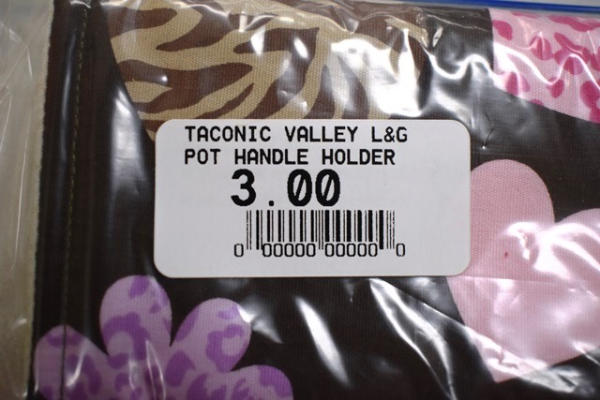 TACONIC VALLEY L&G
POT HANDLE HOLDER
3.00
0 00000 00000 0